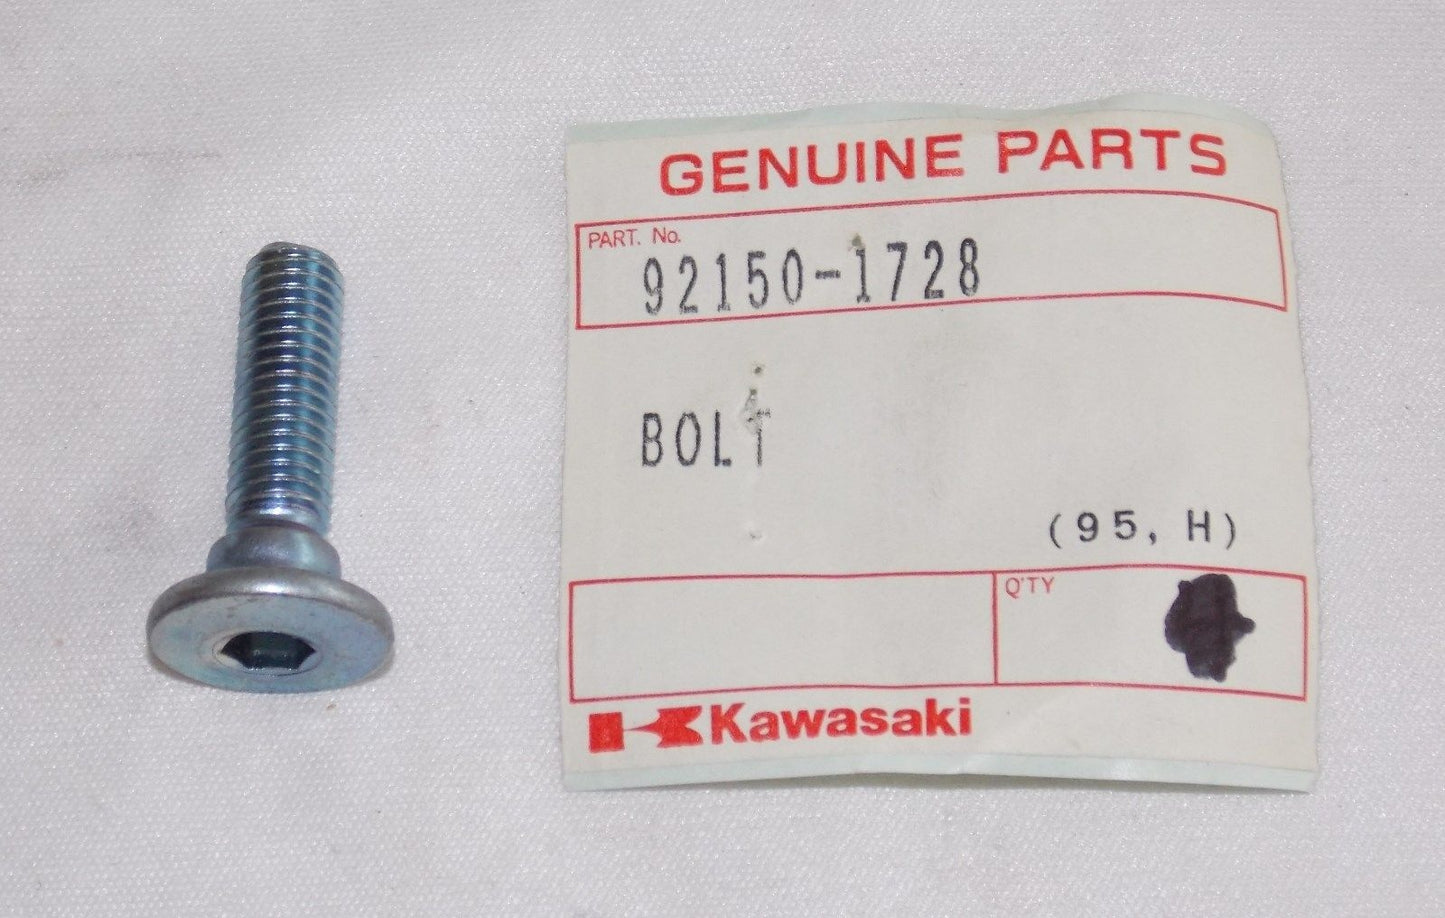 GENUINE PARTS
PART. No.
92150-1728
BOLT
(95, H)
Q'TY
Kawasaki